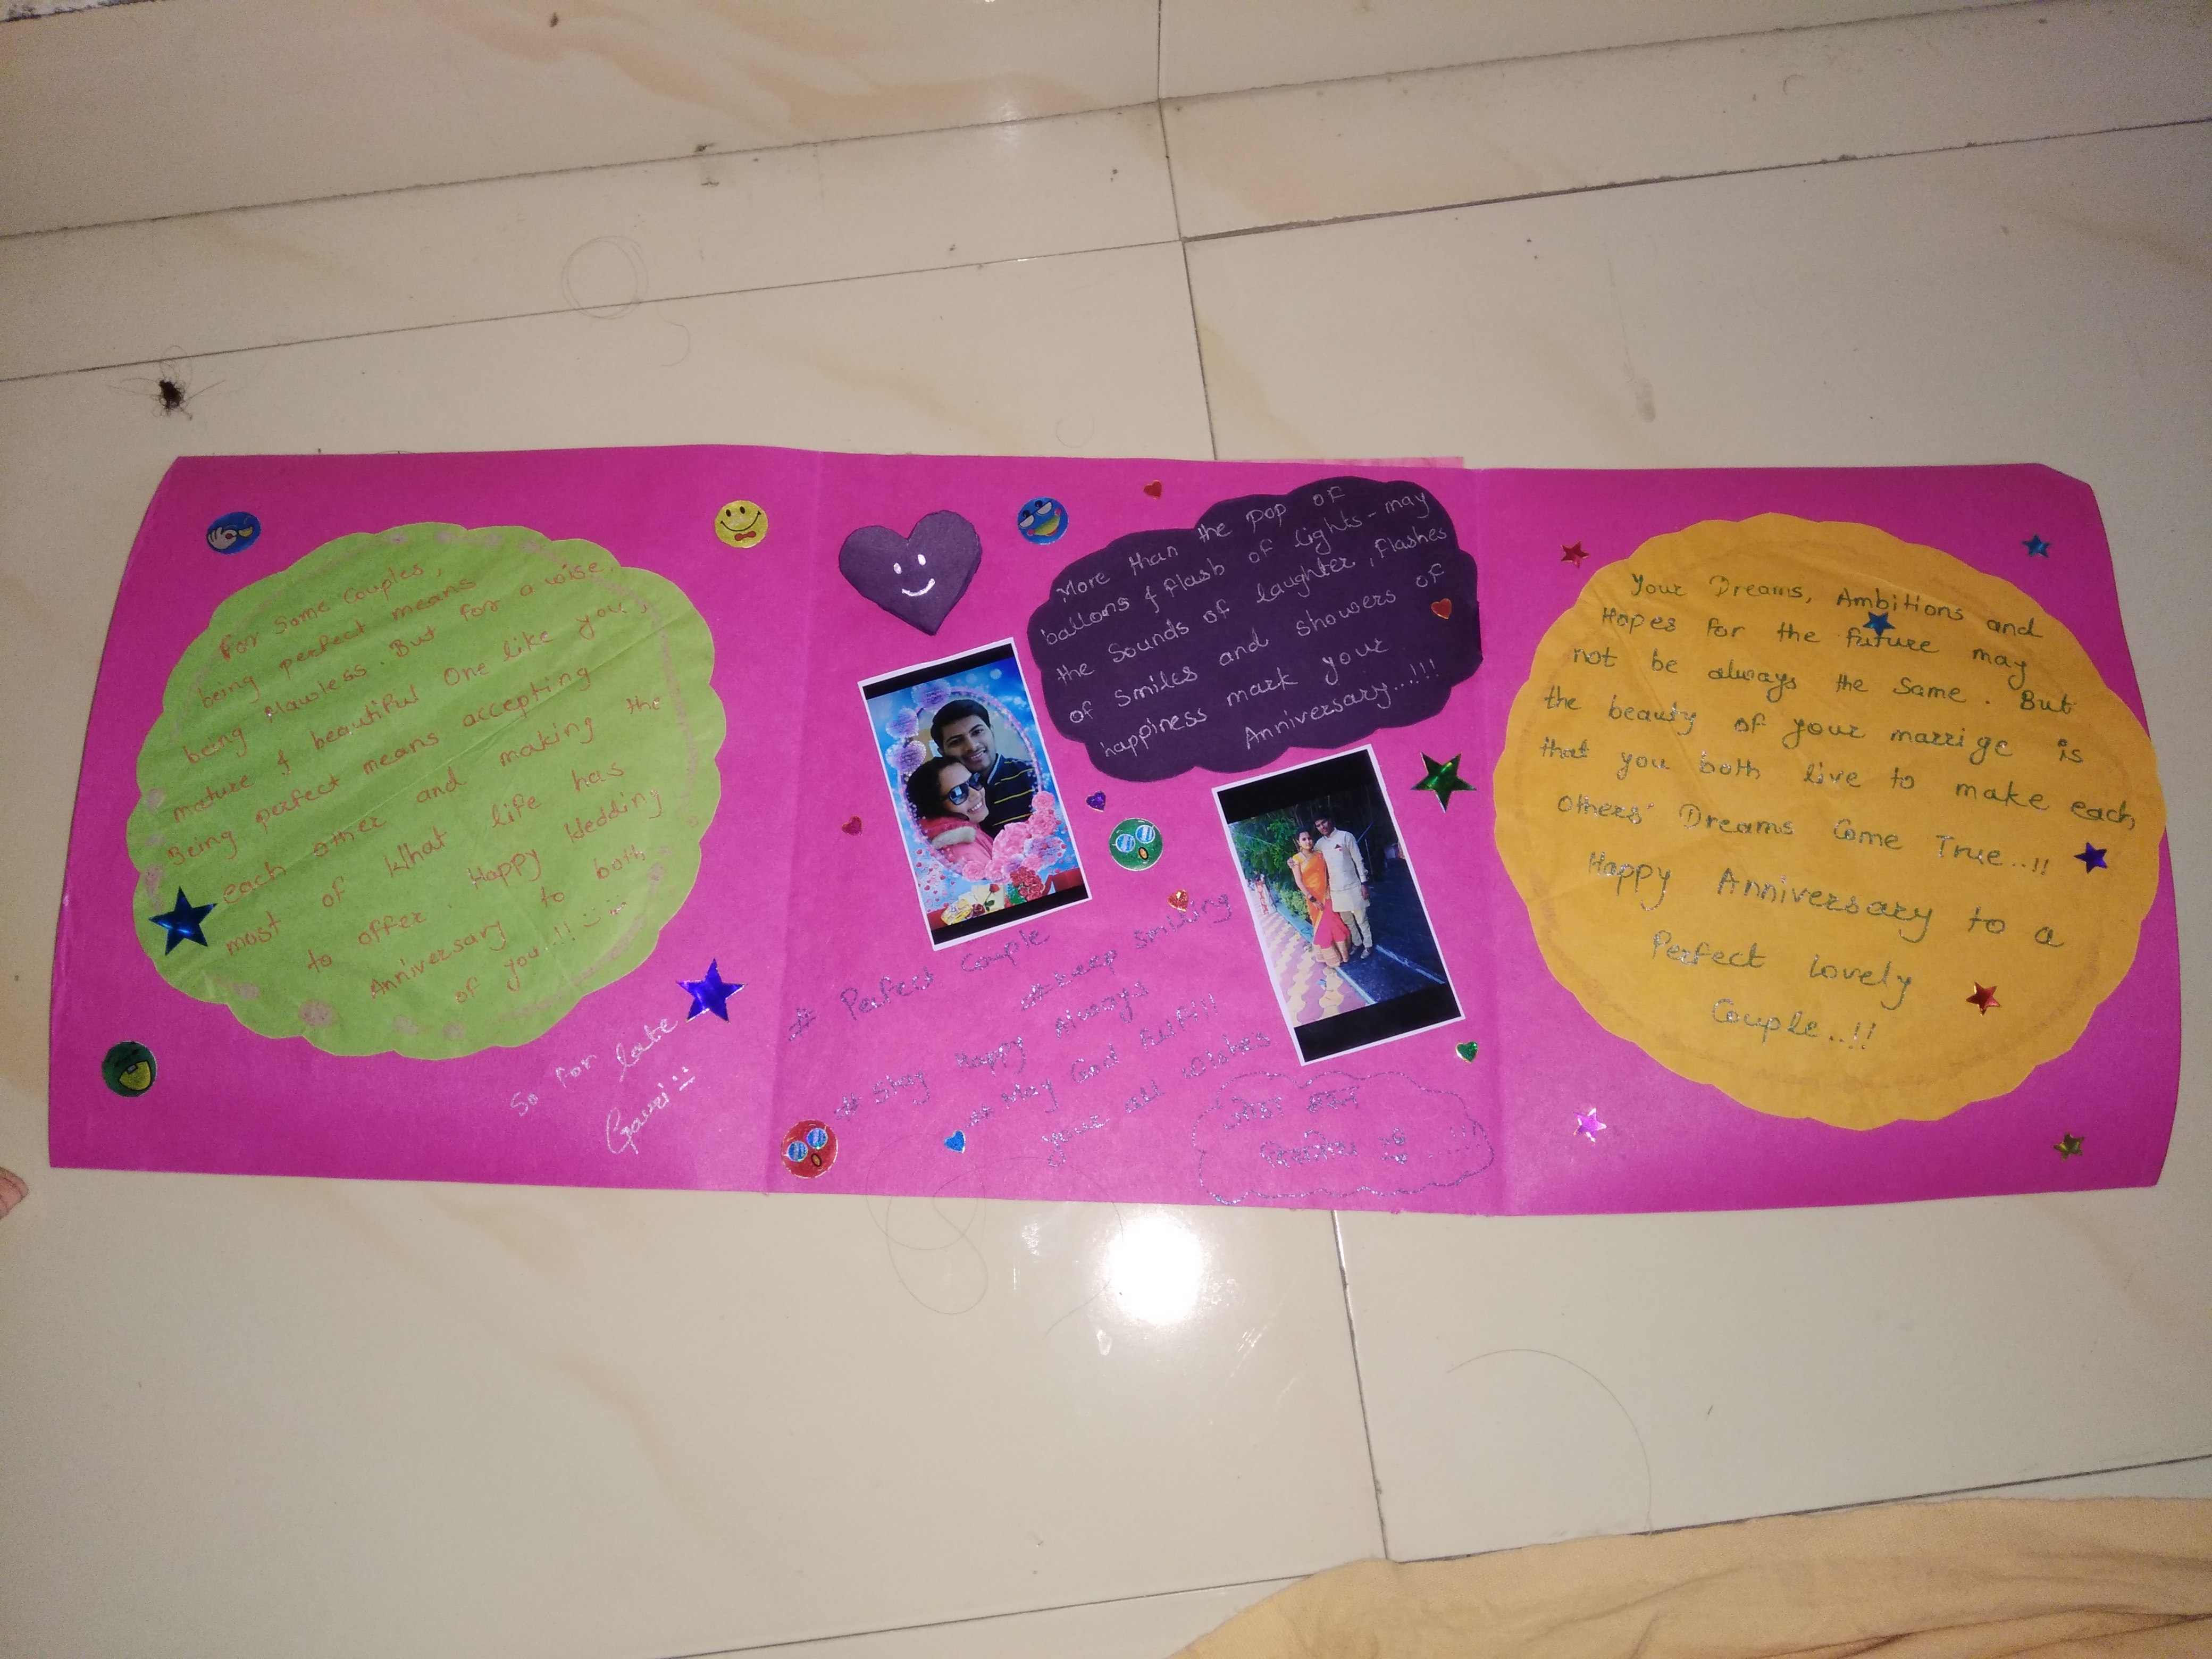 For Some Couples,
being perfect means
being flawless. But for a wise,
mature & beautiful One like you,
Being perfect means accepting
each other and making the
most of What life has
to offer. Happy Wedding
Anniversary to both
of you..!!
So for late
Gauri
More than the pop of
balloons & flash of lights - may
the Sounds of laughter, flashes
of smiles and showers of
happiness mark your
Anniversary...!!!
# Perfect Couple
# keep smiling
Always
# Stay Happy
# May God
your all wishes
Your Dreams, Ambitions and
Hopes for the future may
not be always the same. But
the beauty of your marrige is
that you both live to make each
others' Dreams Come True..!!
Happy Anniversary to a
Perfect lovely
Couple..!!